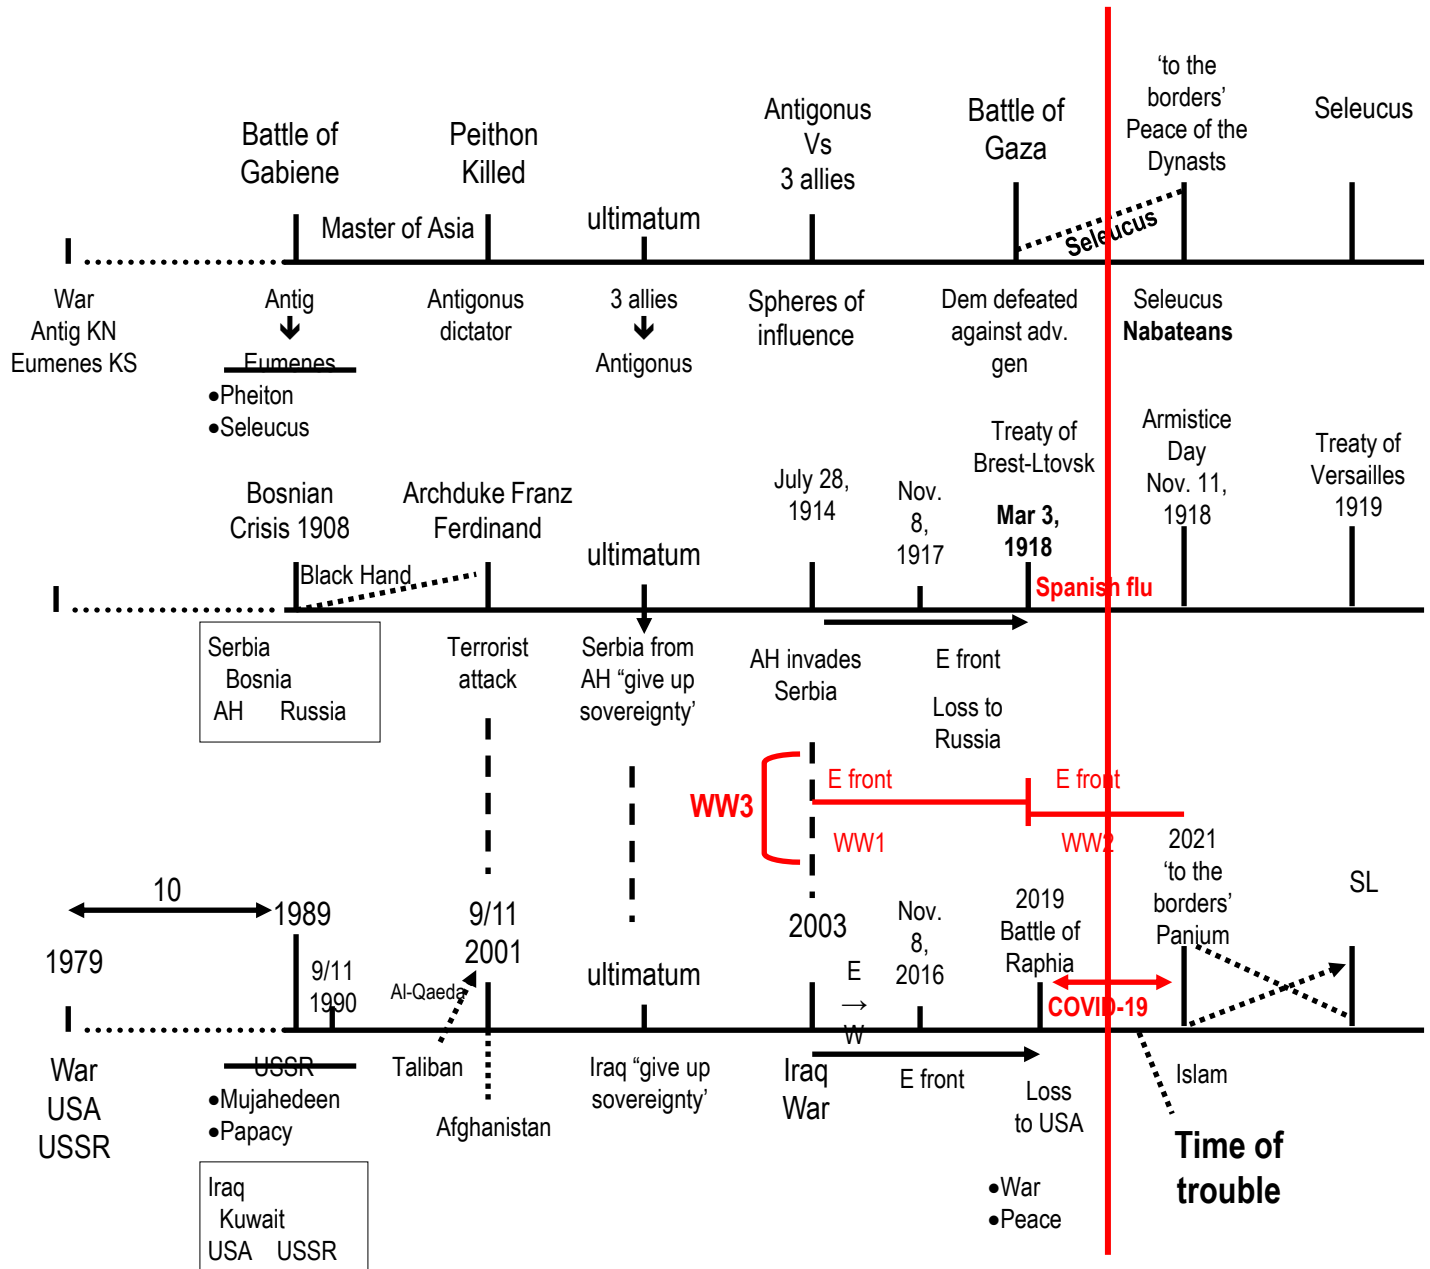 Battle of
Gabiene
Peithon
Killed
Antigonus
Vs
3 allies
Battle of
Gaza
‘to the
borders’
Peace of the
Dynasts
Seleucus
Master of Asia
ultimatum
Seleucus
War
Antig KN
Eumenes KS
Antig
Eumenes
•Pheiton
•Seleucus
Antigonus
dictator
3 allies
Antigonus
Spheres of
influence
Dem defeated
against adv.
gen
Seleucus
Nabateans
Bosnian
Crisis 1908
Archduke Franz
Ferdinand
ultimatum
July 28,
1914
Nov.
8,
1917
Treaty of
Brest-Ltovsk
Mar 3,
1918
Armistice
Day
Nov. 11,
1918
Treaty of
Versailles
1919
Black Hand
Spanish flu
Serbia
Bosnia
AH Russia
Terrorist
attack
Serbia from
AH “give up
sovereignty’
AH invades
Serbia
E front
Loss to
Russia
WW3
E front
WW1
E front
WW2
10
1979
1989
9/11
1990
Al-Qaeda
9/11
2001
ultimatum
2003
E
→
W
Nov.
8,
2016
2019
Battle of
Raphia
COVID-19
2021
‘to the
borders’
Panium
SL
War
USA
USSR
USSR
•Mujahedeen
•Papacy
Taliban
Afghanistan
Iraq “give up
sovereignty’
Iraq
War
E front
Loss
to USA
Islam
Time of
trouble
•War
•Peace
Iraq
Kuwait
USA USSR